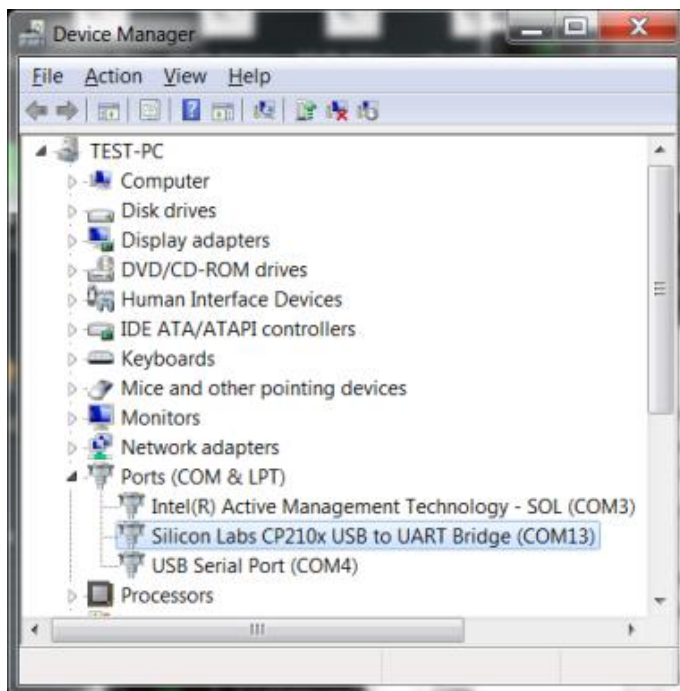 Device Manager
File Action View Help
TEST-PC
Computer
Disk drives
Display adapters
DVD/CD-ROM drives
Human Interface Devices
IDE ATA/ATAPI controllers
Keyboards
Mice and other pointing devices
Monitors
Network adapters
Ports (COM & LPT)
Intel(R) Active Management Technology - SOL (COM3)
Silicon Labs CP210x USB to UART Bridge (COM13)
USB Serial Port (COM4)
Processors